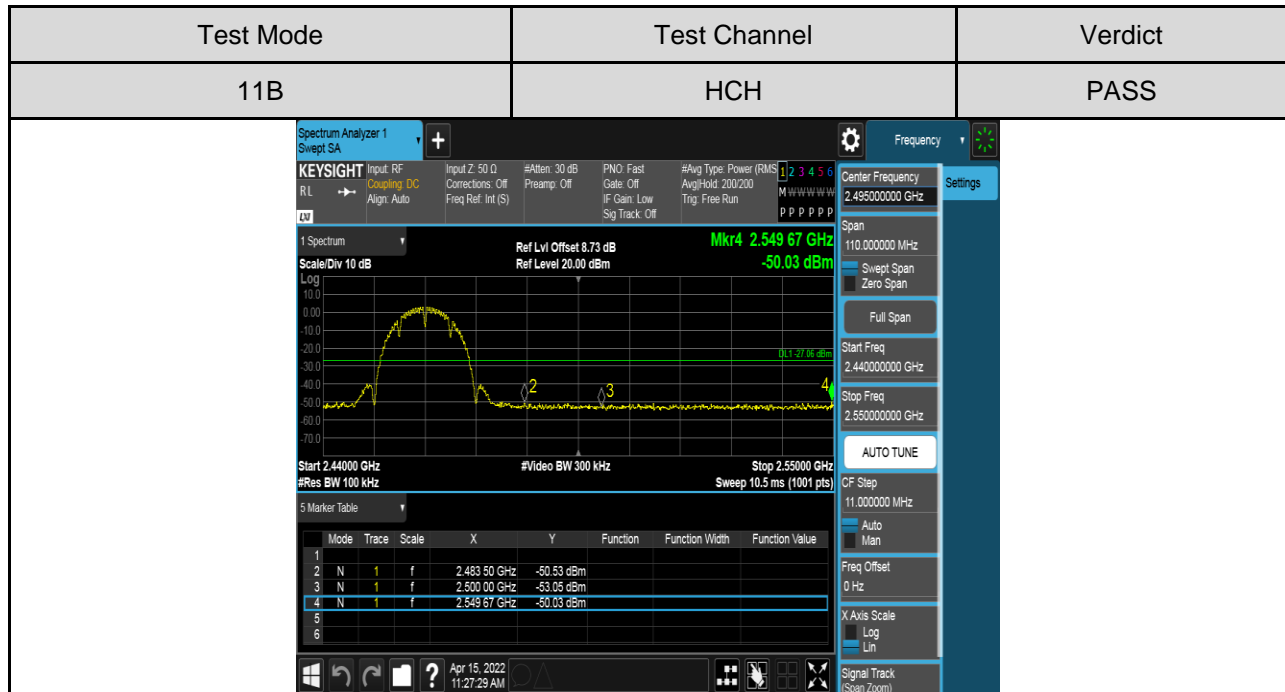 Test Mode Test Channel Verdict
11B HCH PASS
Spectrum Analyzer 1
Swept SA
+
Frequency
KEYSIGHT Input: RF Input Z: 50 Ω #Atten: 30 dB PNO: Fast #Avg Type: Power (RMS 1 2 3 4 5 6
RL Coupling: DC Corrections: Off Preamp: Off Gate: Off Avg|Hold: 200/200 M W W W W W
Align: Auto Freq Ref: Int (S) IF Gain: Low Trig: Free Run
LXI Sig Track: Off P P P P P P
Center Frequency
2.495000000 GHz
Settings
1 Spectrum
Ref Lvl Offset 8.73 dB
Mkr4 2.549 67 GHz
Scale/Div 10 dB Ref Level 20.00 dBm -50.03 dBm
Log
10.0
0.00
-10.0
-20.0
DL1 -27.06 dBm
-30.0
-40.0
2
3
4
-50.0
-60.0
-70.0
Start 2.44000 GHz #Video BW 300 kHz Stop 2.55000 GHz
#Res BW 100 kHz Sweep 10.5 ms (1001 pts)
Span
110.000000 MHz
Swept Span
Zero Span
Full Span
Start Freq
2.440000000 GHz
Stop Freq
2.550000000 GHz
AUTO TUNE
CF Step
11.000000 MHz
Auto
Man
Freq Offset
0 Hz
X Axis Scale
Log
Lin
Signal Track
(Span Zoom)
5 Marker Table
Mode Trace Scale X Y Function Function Width Function Value
1
2 N 1 f 2.483 50 GHz -50.53 dBm
3 N 1 f 2.500 00 GHz -53.05 dBm
4 N 1 f 2.549 67 GHz -50.03 dBm
5
6
?
Apr 15, 2022
11:27:29 AM